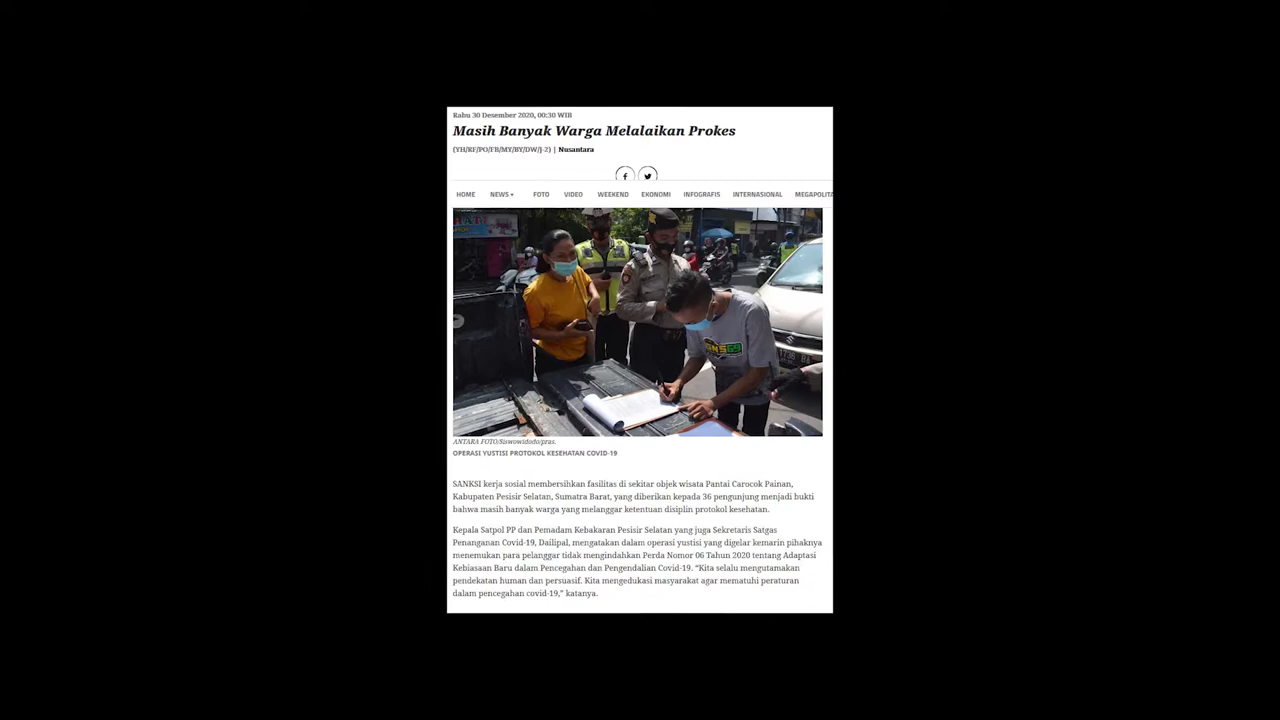 Rabu 30 Desember 2020, 00:30 WIB
Masih Banyak Warga Melalaikan Prokes
(YH/RF/PO/FB/MY/BY/DW/J-2) | Nusantara
HOME NEWS FOTO VIDEO WEEKEND EKONOMI INFOGRAFIS INTERNASIONAL MEGAPOLITA
ANTARA FOTO/Siswowidodo/pras.
OPERASI YUSTISI PROTOKOL KESEHATAN COVID-19
SANKSI kerja sosial membersihkan fasilitas di sekitar objek wisata Pantai Carocok Painan,
Kabupaten Pesisir Selatan, Sumatra Barat, yang diberikan kepada 36 pengunjung menjadi bukti
bahwa masih banyak warga yang melanggar ketentuan disiplin protokol kesehatan.
Kepala Satpol PP dan Pemadam Kebakaran Pesisir Selatan yang juga Sekretaris Satgas
Penanganan Covid-19, Dailipal, mengatakan dalam operasi yustisi yang digelar kemarin pihaknya
menemukan para pelanggar tidak mengindahkan Perda Nomor 06 Tahun 2020 tentang Adaptasi
Kebiasaan Baru dalam Pencegahan dan Pengendalian Covid-19. “Kita selalu mengutamakan
pendekatan human dan persuasif. Kita mengedukasi masyarakat agar mematuhi peraturan
dalam pencegahan covid-19,” katanya.